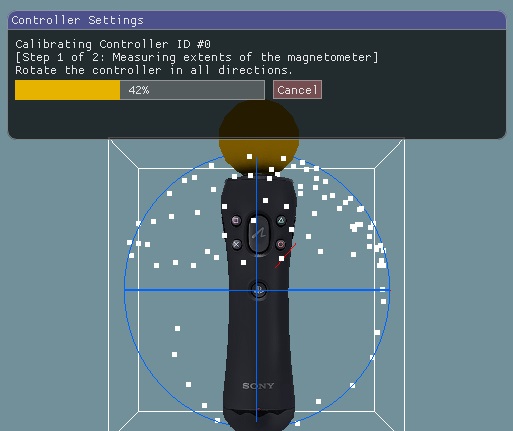 Controller Settings
Calibrating Controller ID #0
[Step 1 of 2: Measuring extents of the magnetometer]
Rotate the controller in all directions.
42%
Cancel
SONY